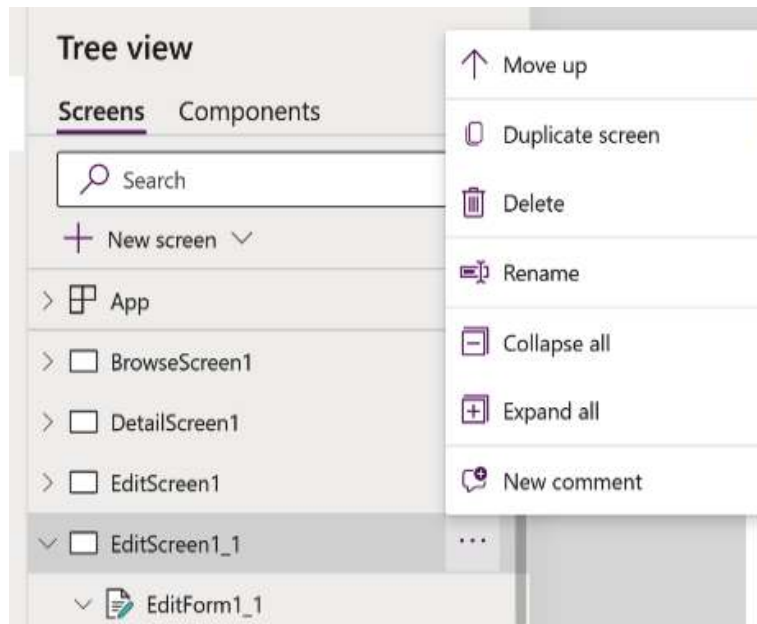 Tree view
Screens Components
Search
New screen
App
BrowseScreen1
DetailScreen1
EditScreen1
EditScreen1_1
...
EditForm1_1
Move up
Duplicate screen
Delete
Rename
Collapse all
Expand all
New comment